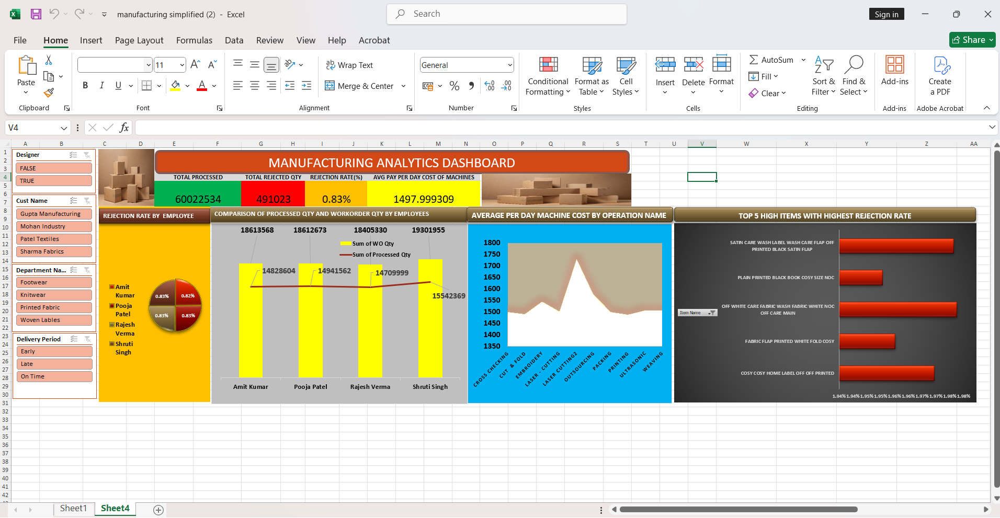 manufacturing simplified (2) - Excel
Search
Sign in
File Home Insert Page Layout Formulas Data Review View Help Acrobat
Share
Paste
Clipboard
11
B I U
A
Font
Wrap Text
Merge & Center
Alignment
General
%
Number
Conditional Formatting
Format as Table
Cell Styles
Styles
Insert
Delete
Format
Cells
AutoSum
Fill
Clear
Sort & Filter
Find & Select
Editing
Add-ins
Add-ins
Create a PDF
Adobe Acrobat
V4
fx
A B C D E F G H I J K L M N O P Q R S T U V W X Y Z AA
1
2
3
4
5
6
7
8
9
10
11
12
13
14
15
16
17
18
19
20
21
22
23
24
25
26
27
28
29
30
31
32
33
34
35
36
37
38
39
40
41
42
Designer
FALSE
TRUE
Cust Name
Gupta Manufacturing
Mohan Industry
Patel Textiles
Sharma Fabrics
Department Na...
Footwear
Knitwear
Printed Fabric
Woven Lables
Delivery Period
Early
Late
On Time
MANUFACTURING ANALYTICS DASHBOARD
TOTAL PROCESSED
60022534
TOTAL REJECTED QTY
491023
REJECTION RATE(%)
0.83%
AVG PAY PER DAY COST OF MACHINES
1497.999309
REJECTION RATE BY EMPLOYEE
Amit Kumar
Pooja Patel
Rajesh Verma
Shruti Singh
0.83%
0.82%
0.83%
0.83%
COMPARISON OF PROCESSED QTY AND WORKORDER QTY BY EMPLOYEES
18613568 18612673 18405330 19301955
Sum of WO Qty
Sum of Processed Qty
14828604 14941562 14709999
15542369
Amit Kumar Pooja Patel Rajesh Verma Shruti Singh
AVERAGE PER DAY MACHINE COST BY OPERATION NAME
1800
1750
1700
1650
1600
1550
1500
1450
1400
1350
CROSS CHECKING
CUT & FOLD
EMBROIDERY
LASER - CUTTING
LASER CUTTING2
OUTSOURCING
PACKING
PRINTING
ULTRASONIC
WEAVING
TOP 5 HIGH ITEMS WITH HIGHEST REJECTION RATE
SATIN CARE WASH LABEL WASH CARE FLAP OFF
PRINTED BLACK SATIN FLAP
PLAIN PRINTED BLACK BOOK COSY SIZE NOC
OFF WHITE CARE FABRIC WASH FABRIC WHITE NOC
OFF CARE MAIN
Item Name
FABRIC FLAP PRINTED WHITE FOLD COSY
COSY COSY HOME LABEL OFF OFF PRINTED
1.94% 1.94% 1.95% 1.95% 1.96% 1.96% 1.97% 1.97% 1.98% 1.98%
Sheet1 Sheet4